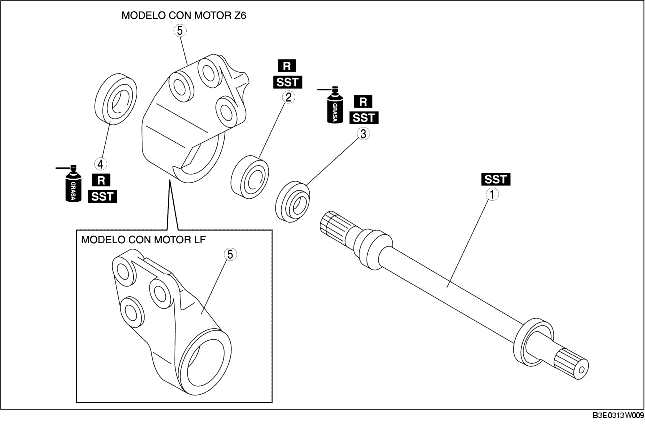 MODELO CON MOTOR Z6
5
R
SST
2
GRASA
R
SST
3
4
GRASA
R
SST
SST
1
MODELO CON MOTOR LF
5
B3E0313W009